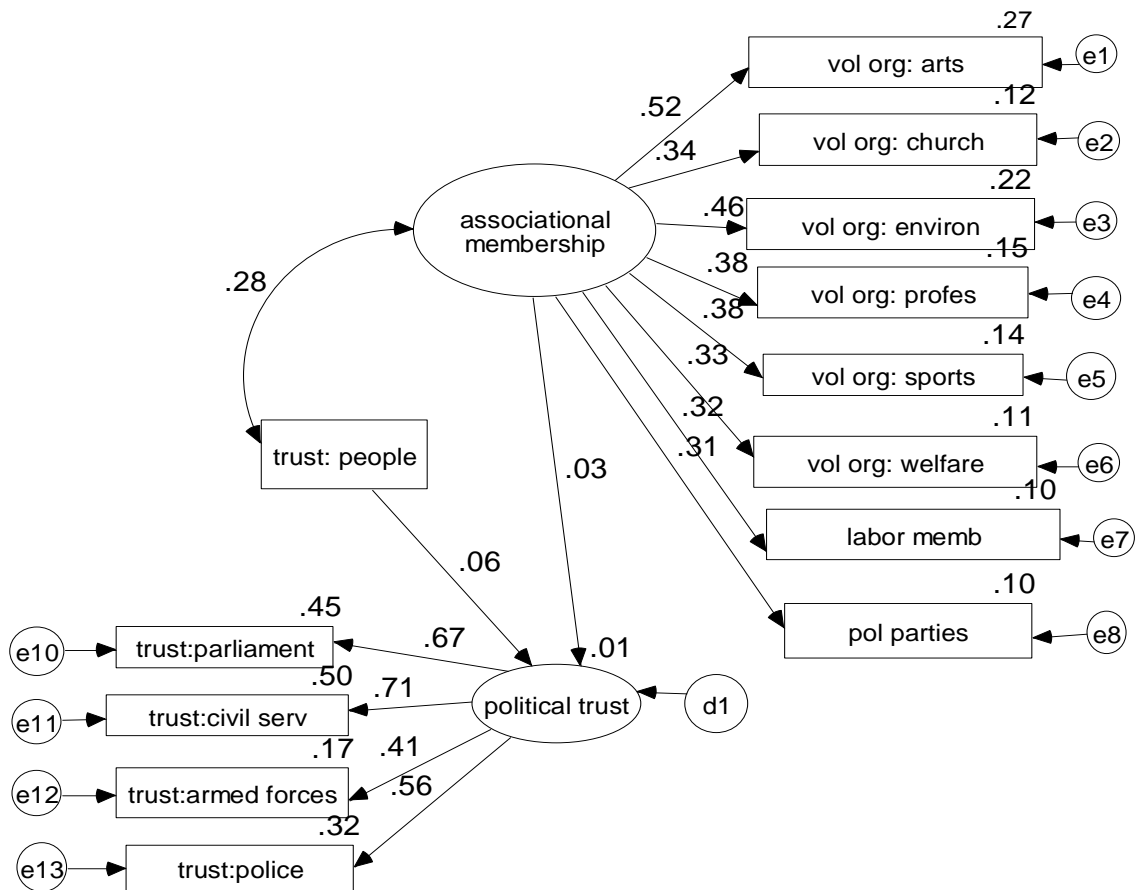 .27
vol org: arts
e1
.52
.12
vol org: church
e2
.34
.22
associational
membership
.46
vol org: environ
e3
.15
.28
.38
vol org: profes
e4
.38
.14
.33
vol org: sports
e5
.32
.11
trust: people
.31
vol org: welfare
e6
.03
.10
labor memb
e7
.06
.10
.45
pol parties
e8
e10
trust:parliament
.67
.01
.50
.71
political trust
d1
e11
trust:civil serv
.17
.41
e12
trust:armed forces
.56
.32
e13
trust:police